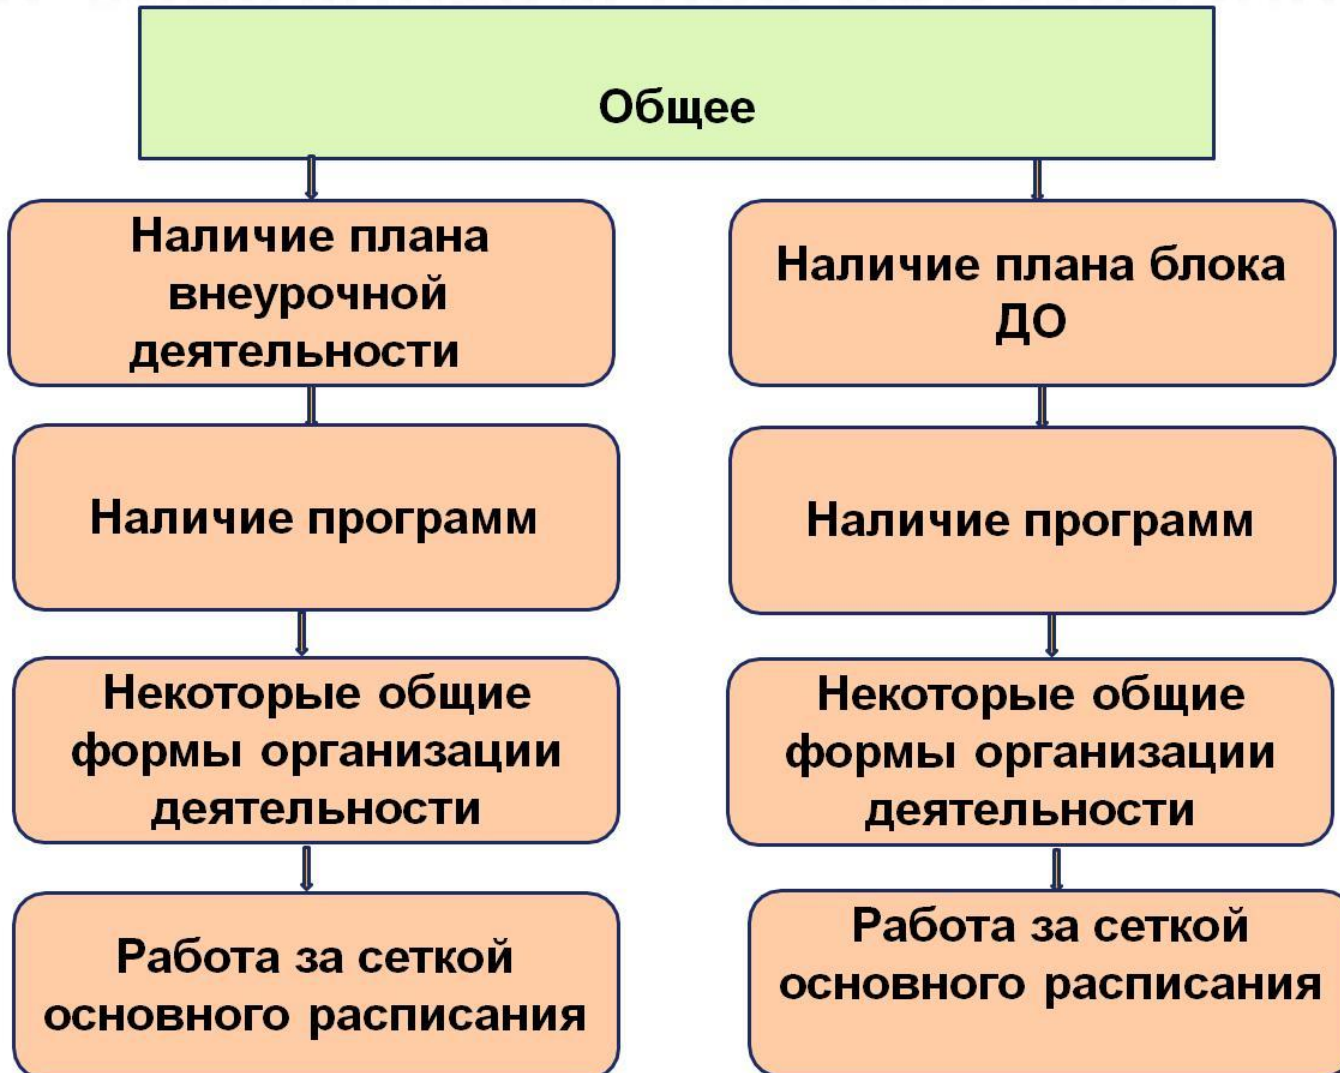 Общее
Наличие плана
внеурочной
деятельности
Наличие программ
Некоторые общие
формы организации
деятельности
Работа за сеткой
основного расписания
Наличие плана блока
ДО
Наличие программ
Некоторые общие
формы организации
деятельности
Работа за сеткой
основного расписания